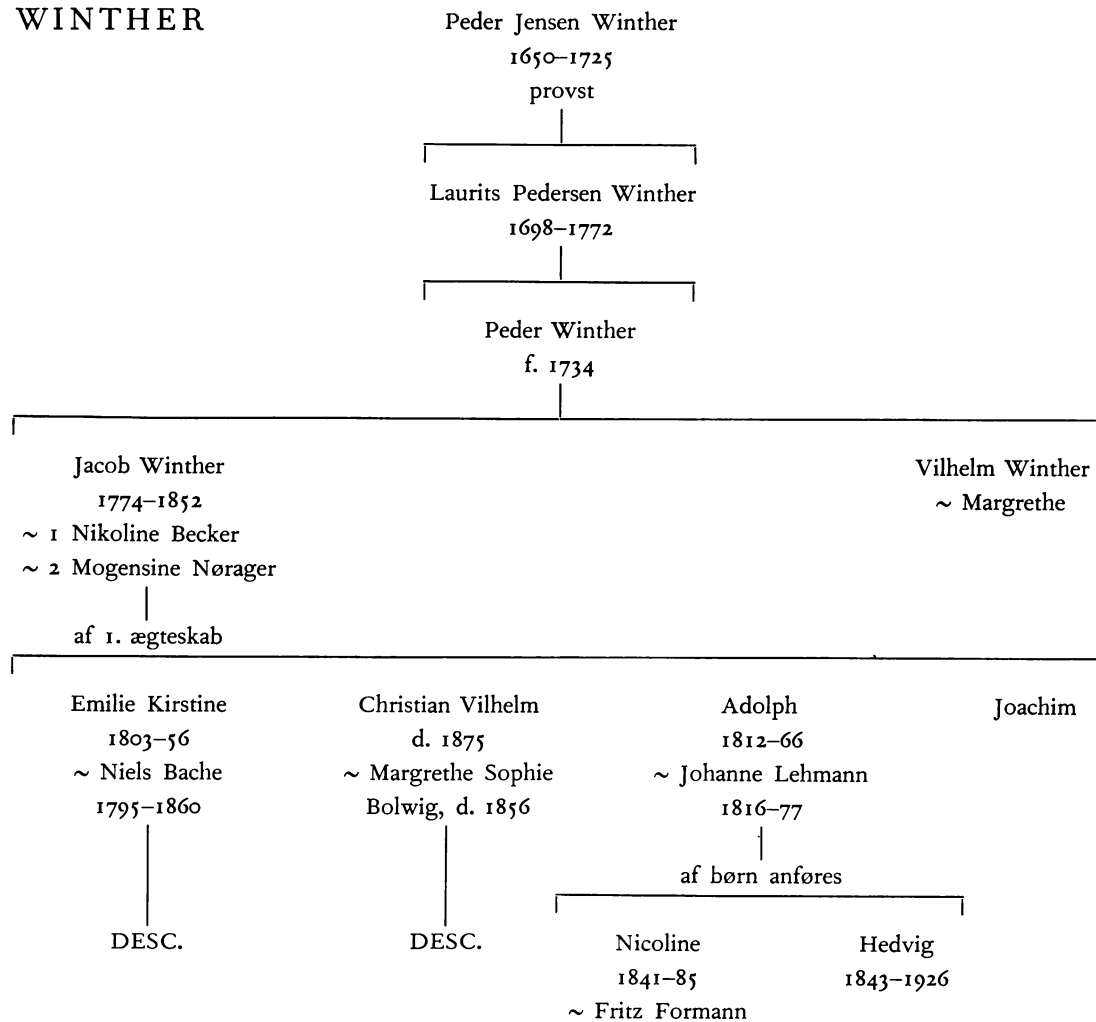 WINTHER
Peder Jensen Winther
1650–1725
provst
Laurits Pedersen Winther
1698–1772
Peder Winther
f. 1734
Jacob Winther
1774–1852
~ 1 Nikoline Becker
~ 2 Mogensine Nørager
af 1. ægteskab
Vilhelm Winther
~ Margrethe
Emilie Kirstine
1803–56
~ Niels Bache
1795–1860
DESC.
Christian Vilhelm
d. 1875
~ Margrethe Sophie
Bolwig, d. 1856
DESC.
Adolph
1812–66
~ Johanne Lehmann
1816–77
af børn anføres
Nicoline
1841–85
~ Fritz Formann
Hedvig
1843–1926
Joachim